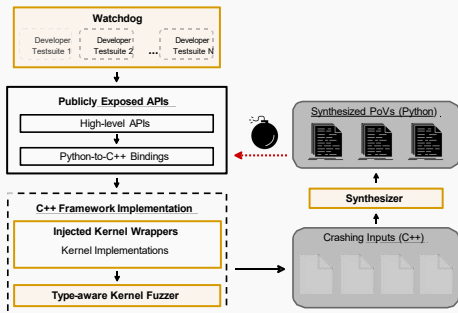 Watchdog
Developer Testsuite 1
Developer Testsuite 2
...
Developer Testsuite N
Publicly Exposed APIs
High-level APIs
Python-to-C++ Bindings
C++ Framework Implementation
Injected Kernel Wrappers
Kernel Implementations
Type-aware Kernel Fuzzer
Synthesized PoVs (Python)
Synthesizer
Crashing Inputs (C++)